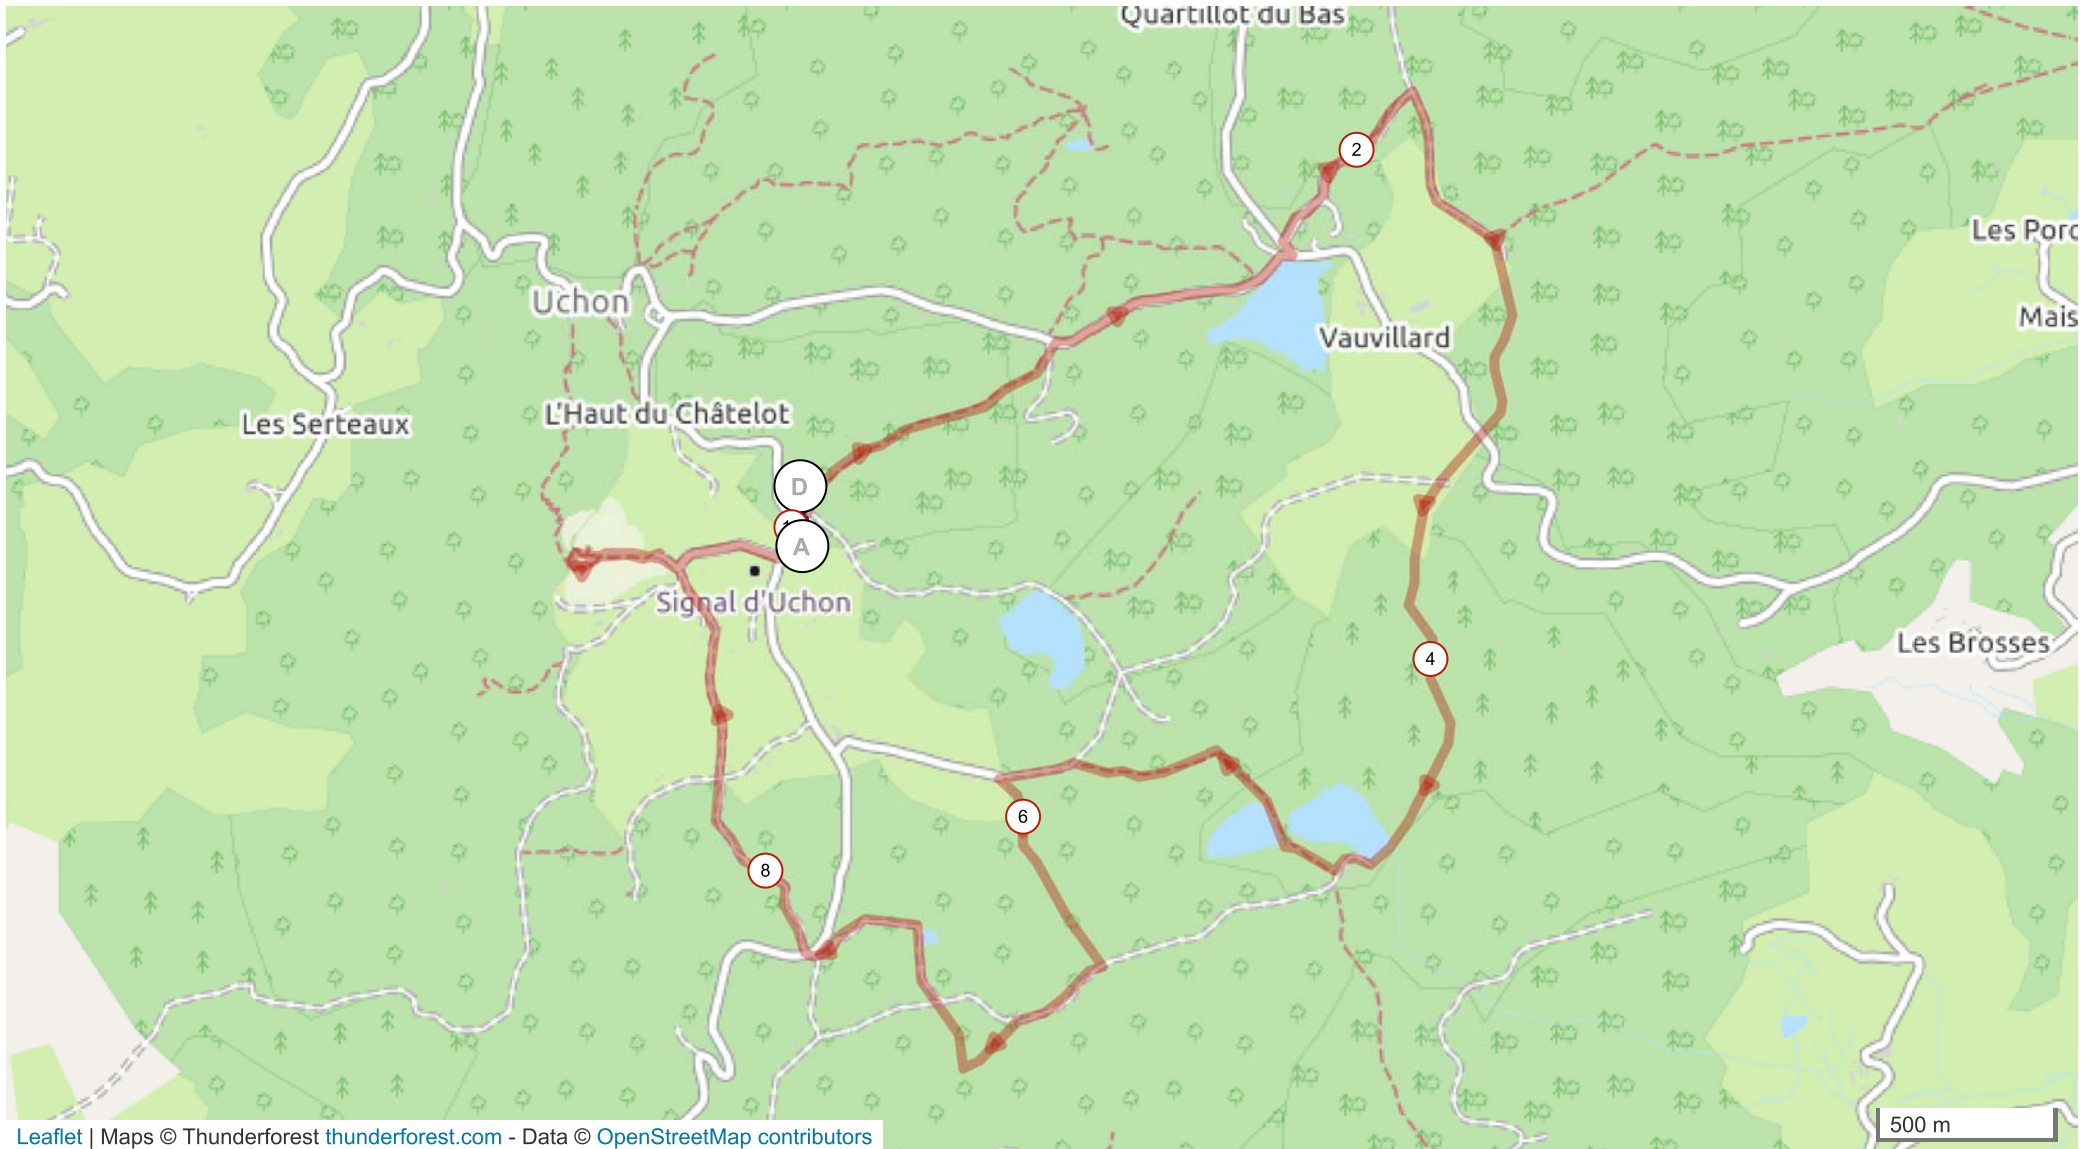 Quartillot du Bas
2
Les Porc
Uchon
Mais
Vauvillard
L'Haut du Châtelot
Les Serteaux
D
A
Signal d'Uchon
Les Brosses
4
6
8
500 m
Leaflet | Maps © Thunderforest thunderforest.com - Data © OpenStreetMap contributors